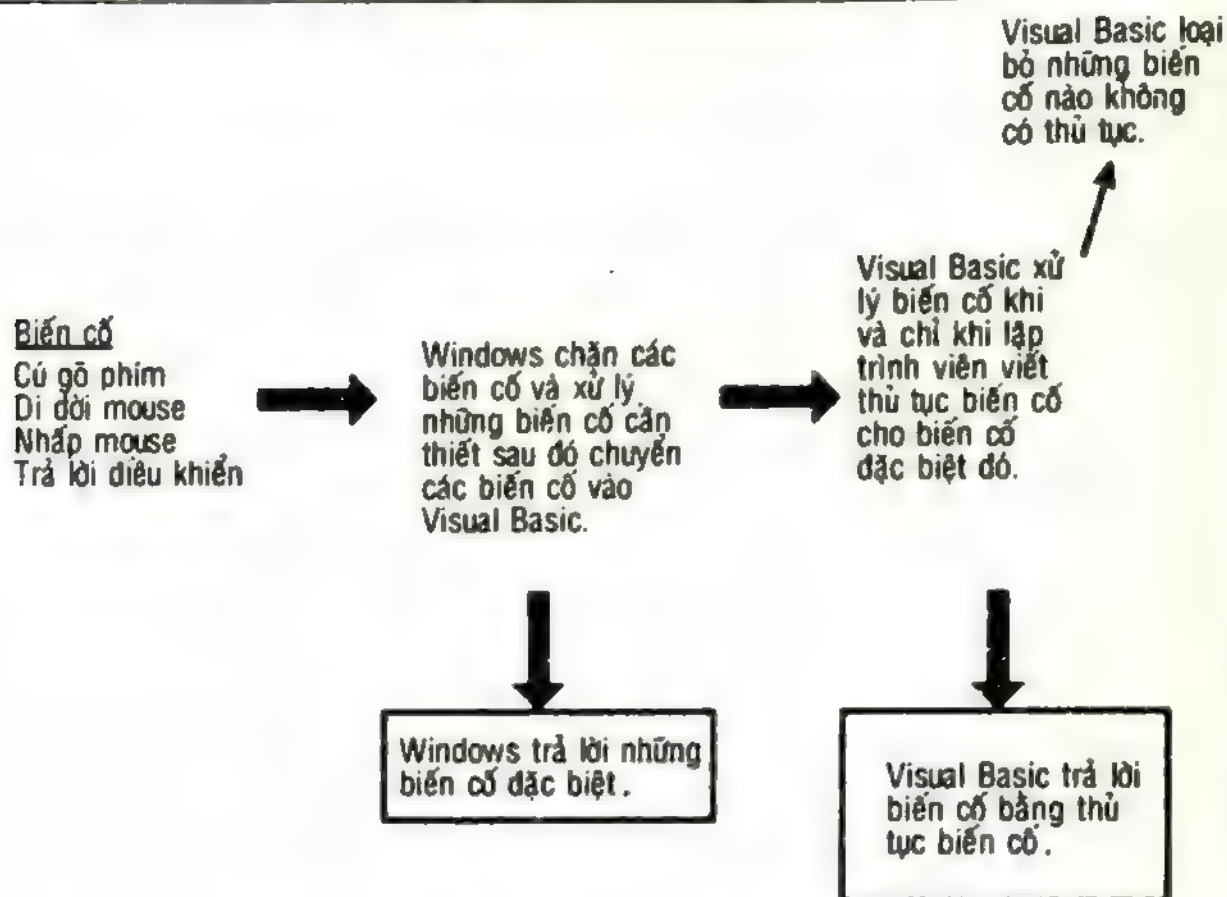 Visual Basic loại
bỏ những biến
cố nào không
có thủ tục.
Biến cố
Cú gõ phím
Di dời mouse
Nhấp mouse
Trả lời điều khiển
Windows chặn các
biến cố và xử lý
những biến cố cần
thiết sau đó chuyển
các biến cố vào
Visual Basic.
Visual Basic xử
lý biến cố khi
và chỉ khi lập
trình viên viết
thủ tục biến cố
cho biến cố
đặc biệt đó.
Windows trả lời những
biến cố đặc biệt.
Visual Basic trả lời
biến cố bằng thủ
tục biến cố.